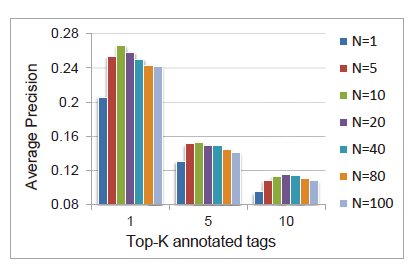 0.28
0.24
0.2
0.16
0.12
0.08
Average Precision
1 5 10
Top-K annotated tags
N=1
N=5
N=10
N=20
N=40
N=80
N=100